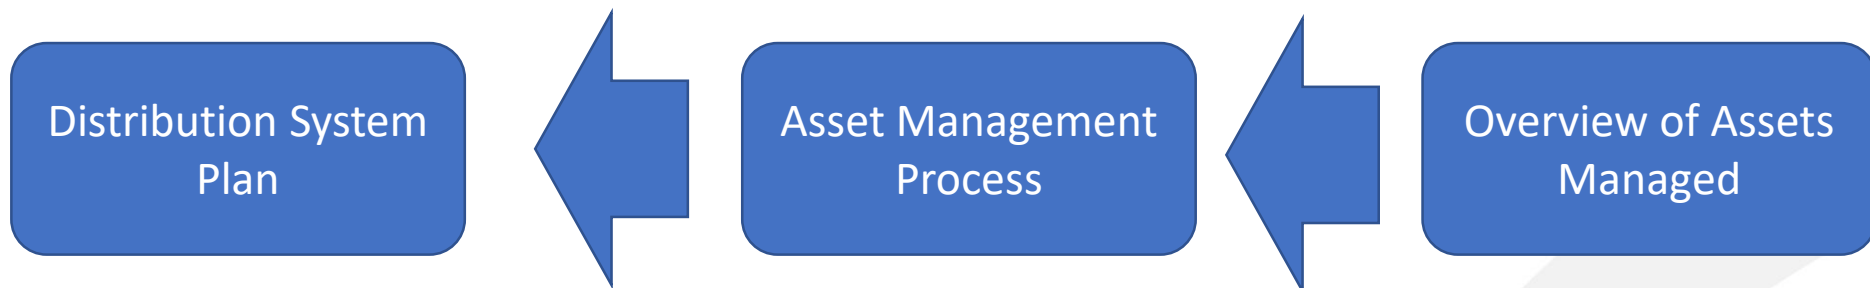 Distribution System
Plan
Asset Management
Process
Overview of Assets
Managed